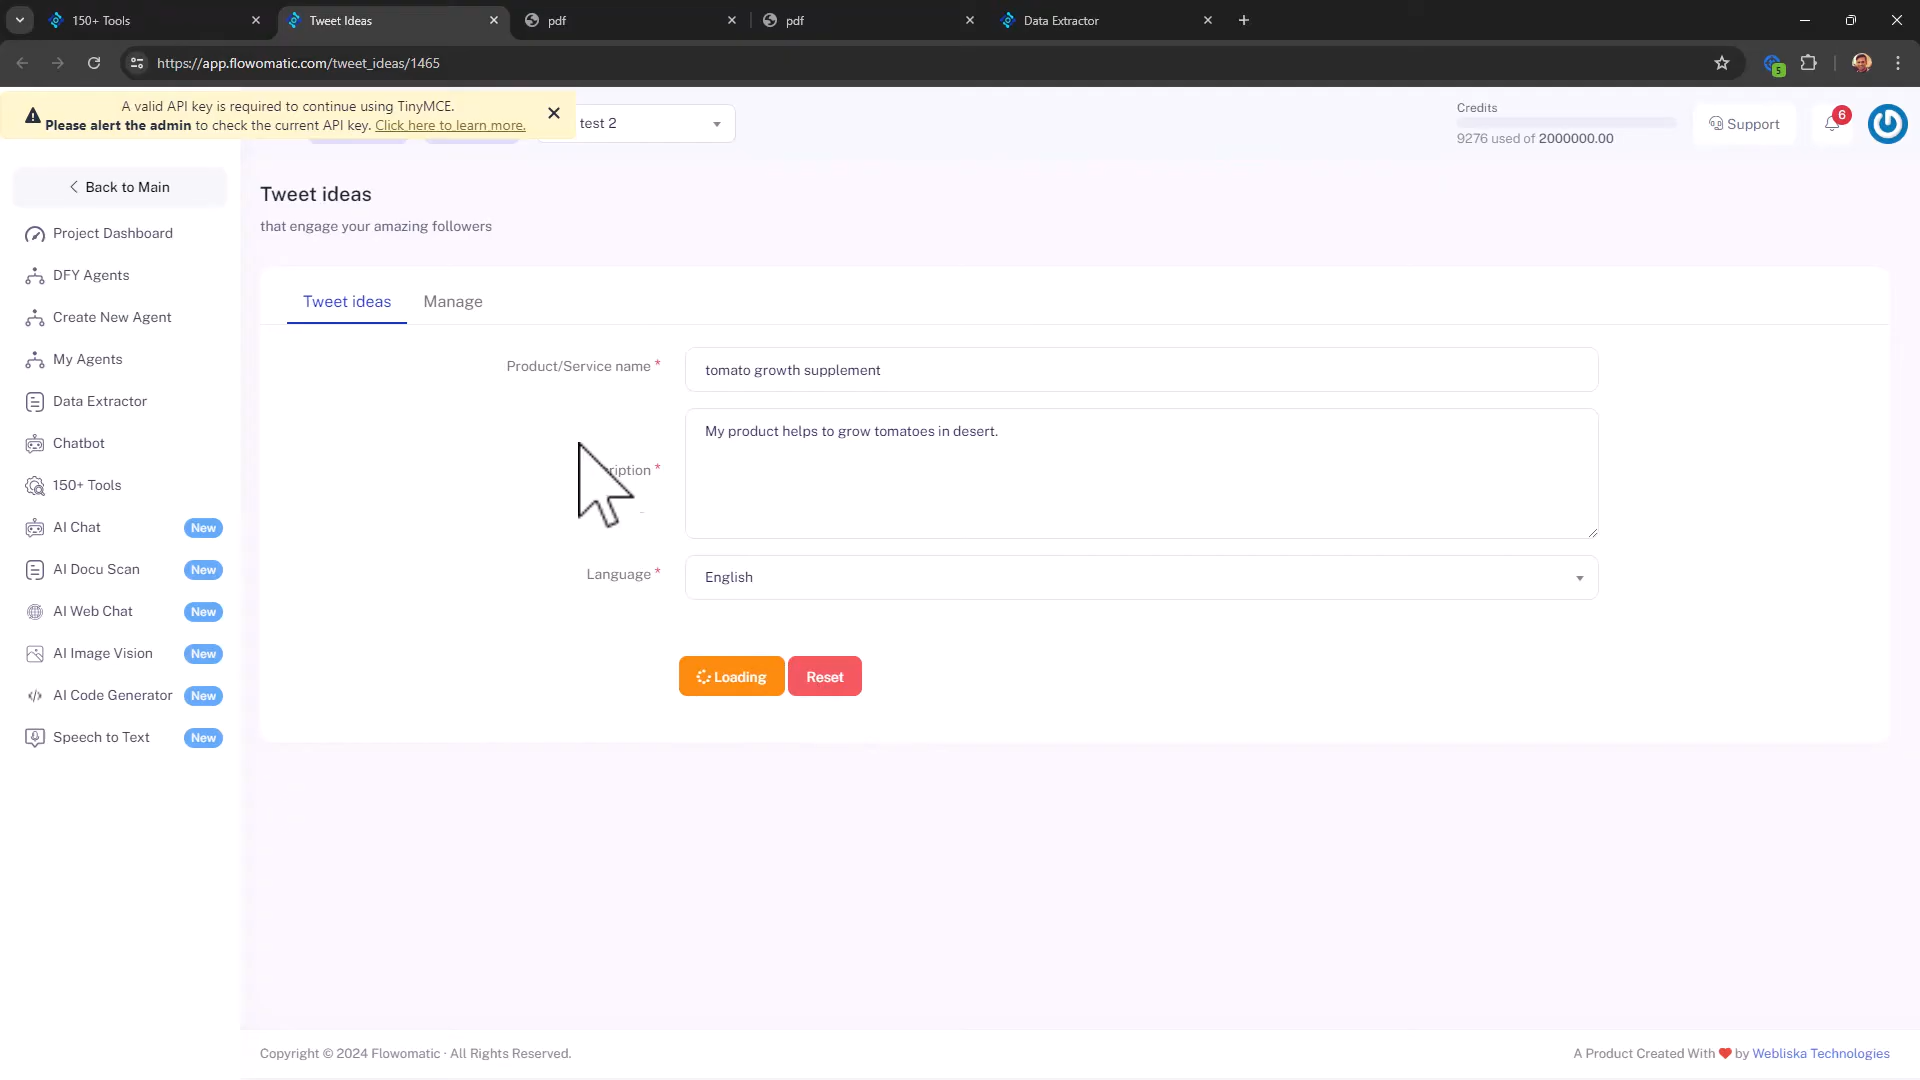 150+ Tools
Tweet Ideas
pdf
pdf
Data Extractor
https://app.flowomatic.com/tweet_ideas/1465
5
A valid API key is required to continue using TinyMCE.
Please alert the admin to check the current API key. Click here to learn more.
test 2
Credits
9276 used of 2000000.00
Support
6
Back to Main
Project Dashboard
DFY Agents
Create New Agent
My Agents
Data Extractor
Chatbot
150+ Tools
AI Chat New
AI Docu Scan New
AI Web Chat New
AI Image Vision New
AI Code Generator New
Speech to Text New
Tweet ideas
that engage your amazing followers
Tweet ideas Manage
Product/Service name * tomato growth supplement
ription * My product helps to grow tomatoes in desert.
Language * English
Loading Reset
Copyright © 2024 Flowomatic · All Rights Reserved.
A Product Created With ❤ by Webliska Technologies